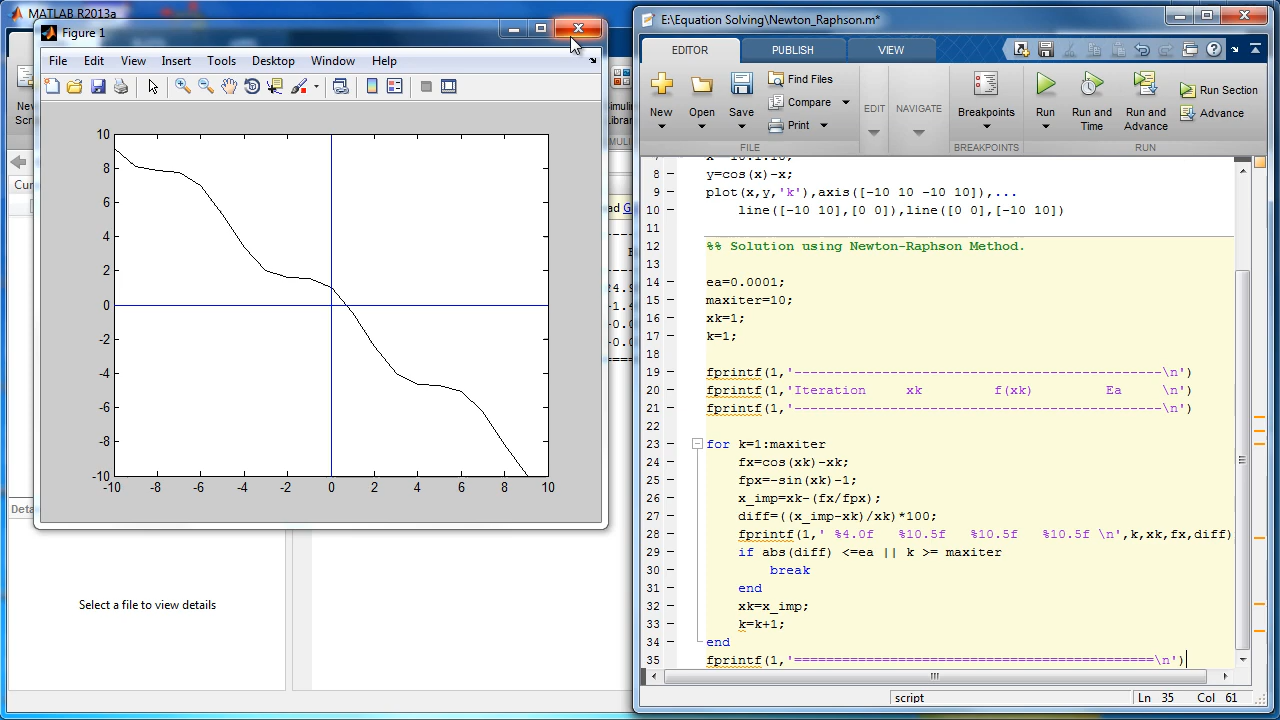 MATLAB R2013a
Figure 1
File Edit View Insert Tools Desktop Window Help
10
8
6
4
2
0
-2
-4
-6
-8
-10
-10 -8 -6 -4 -2 0 2 4 6 8 10
Select a file to view details
E:\Equation Solving\Newton_Raphson.m*
EDITOR PUBLISH VIEW
New Open Save
Find Files
Compare
Print
EDIT NAVIGATE
Breakpoints
Run
Run and Time
Run and Advance
Run Section
Advance
FILE BREAKPOINTS RUN
8 y=cos(x)-x;
9 plot(x,y,'k'),axis([-10 10 -10 10]),...
10 line([-10 10],[0 0]),line([0 0],[-10 10])
11
12 %% Solution using Newton-Raphson Method.
13
14 ea=0.0001;
15 maxiter=10;
16 xk=1;
17 k=1;
18
19 fprintf(1,'----------------------------------------------\n')
20 fprintf(1,'Iteration     xk         f(xk)         Ea     \n')
21 fprintf(1,'----------------------------------------------\n')
22
23 for k=1:maxiter
24 fx=cos(xk)-xk;
25 fpx=-sin(xk)-1;
26 x_imp=xk-(fx/fpx);
27 diff=((x_imp-xk)/xk)*100;
28 fprintf(1,' %4.0f   %10.5f   %10.5f   %10.5f \n',k,xk,fx,diff)
29 if abs(diff) <=ea || k >= maxiter
30 break
31 end
32 xk=x_imp;
33 k=k+1;
34 end
35 fprintf(1,'=============================================\n')
script Ln 35 Col 61